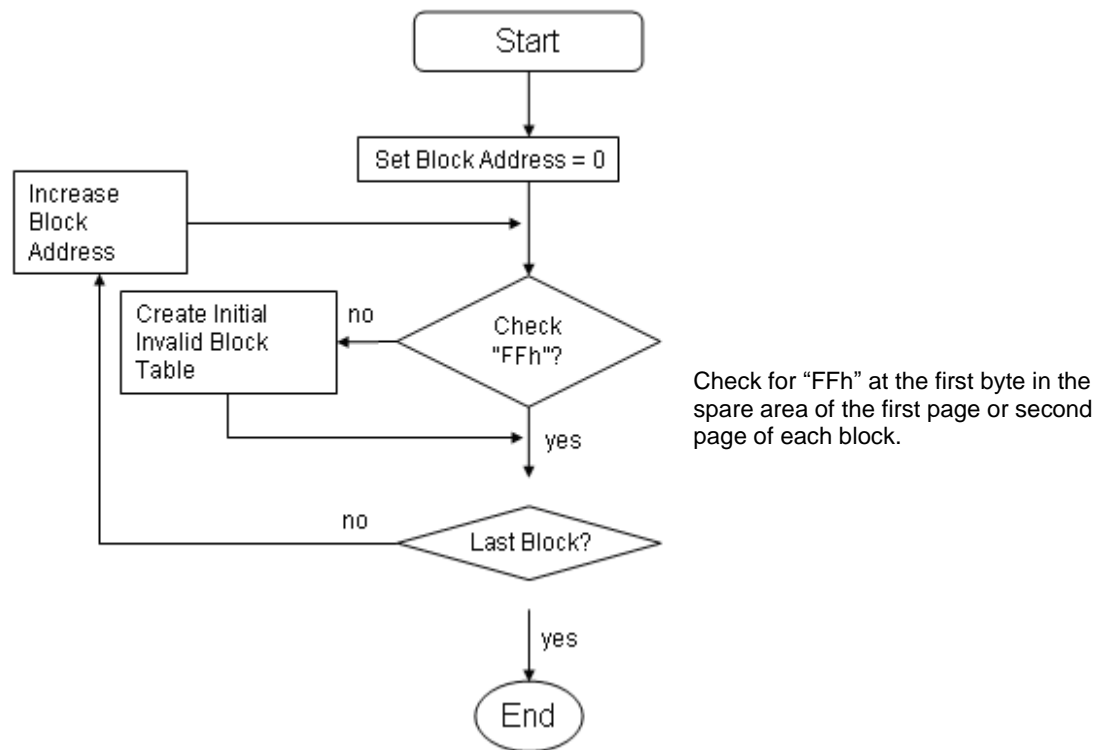 Start
Set Block Address = 0
Increase
Block
Address
Create Initial
Invalid Block
Table
no
Check
"FFh"?
Check for “FFh” at the first byte in the
spare area of the first page or second
page of each block.
yes
no
Last Block?
yes
End